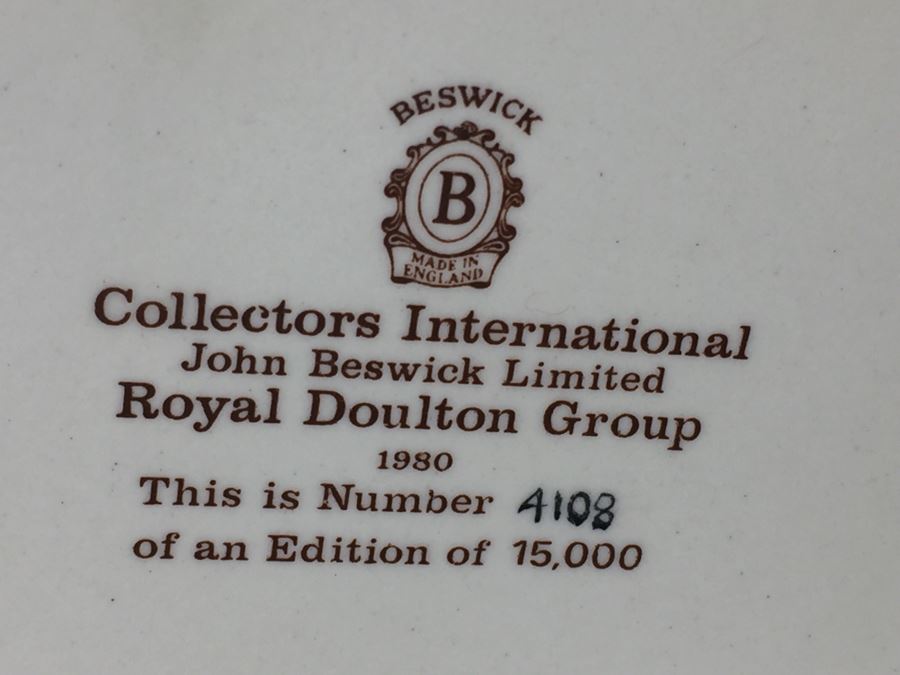 BESWICK
B
MADE IN
ENGLAND
Collectors International
John Beswick Limited
Royal Doulton Group
1980
This is Number 4108
of an Edition of 15,000